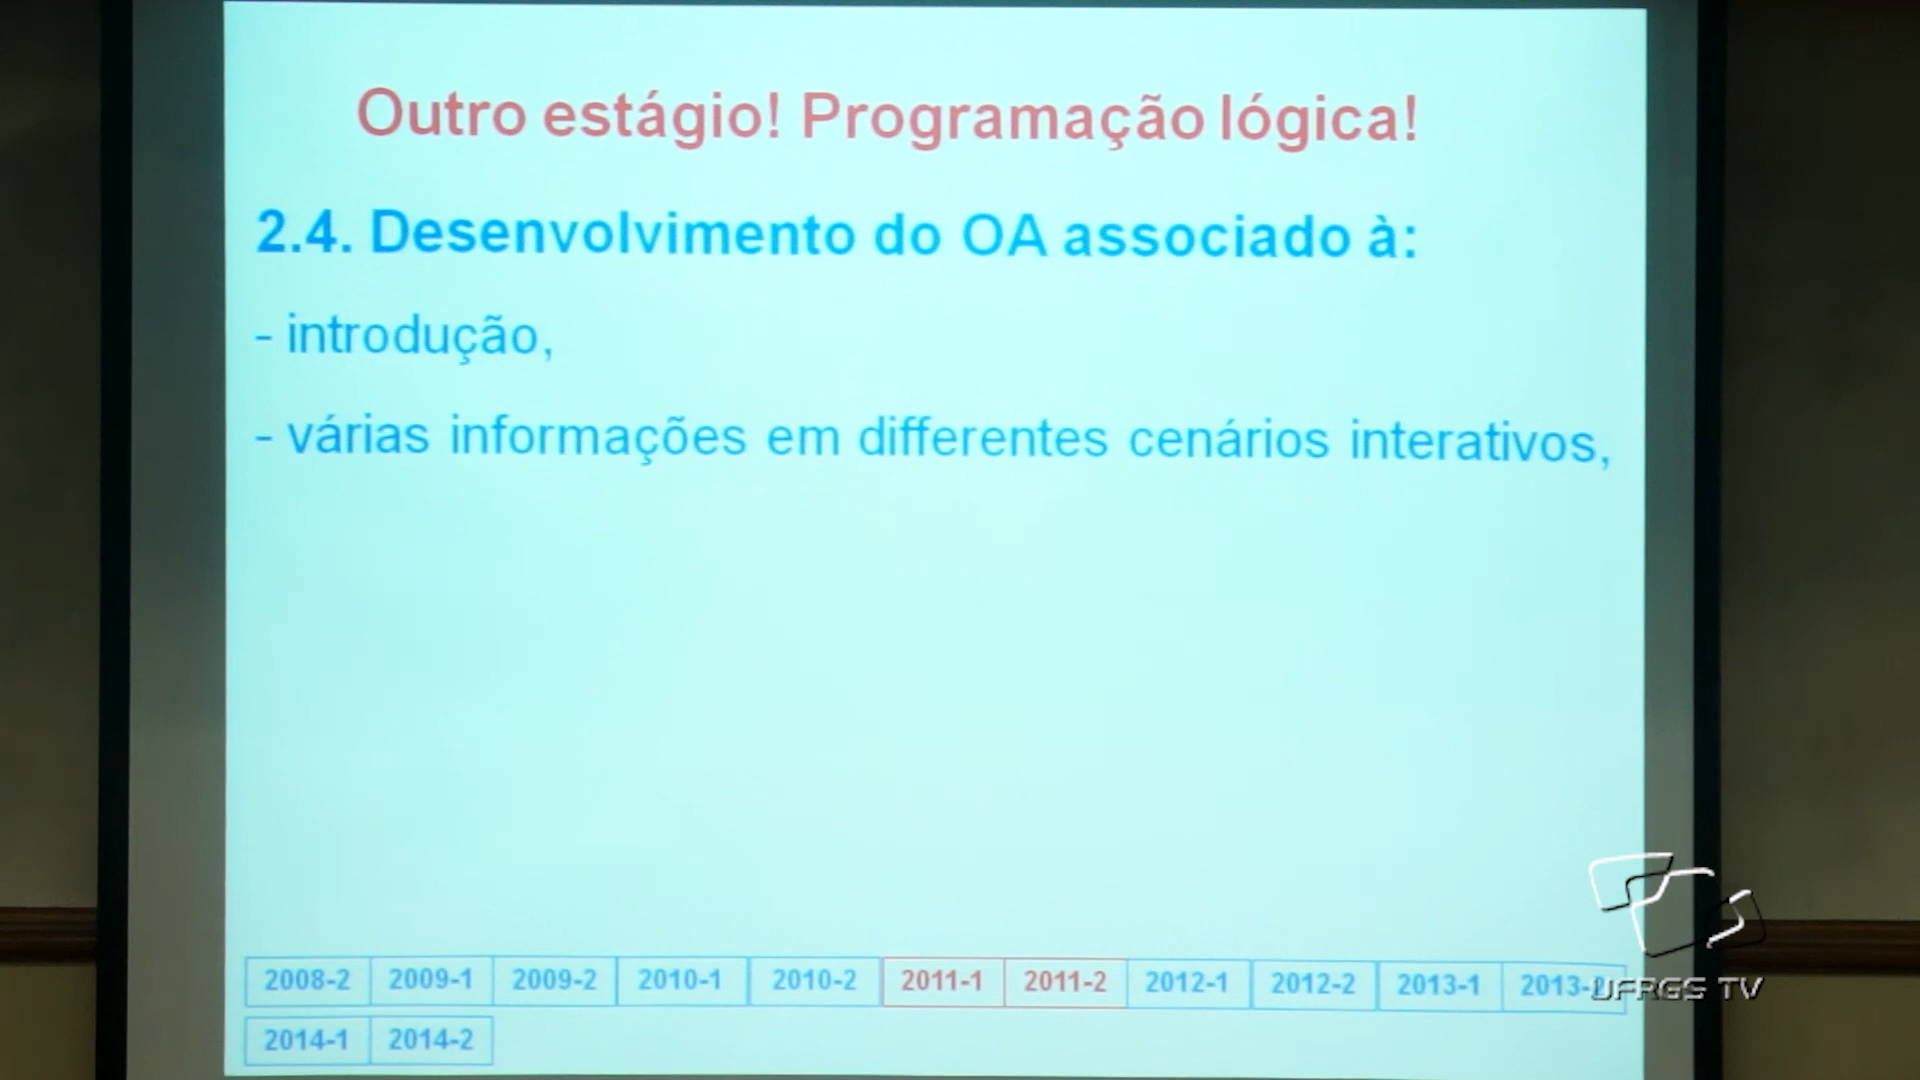 Outro estágio! Programação lógica!
2.4. Desenvolvimento do OA associado à:
- introdução,
- várias informações em differentes cenários interativos,
2008-2 2009-1 2009-2 2010-1 2010-2 2011-1 2011-2 2012-1 2012-2 2013-1
2014-1 2014-2
UFRGS TV